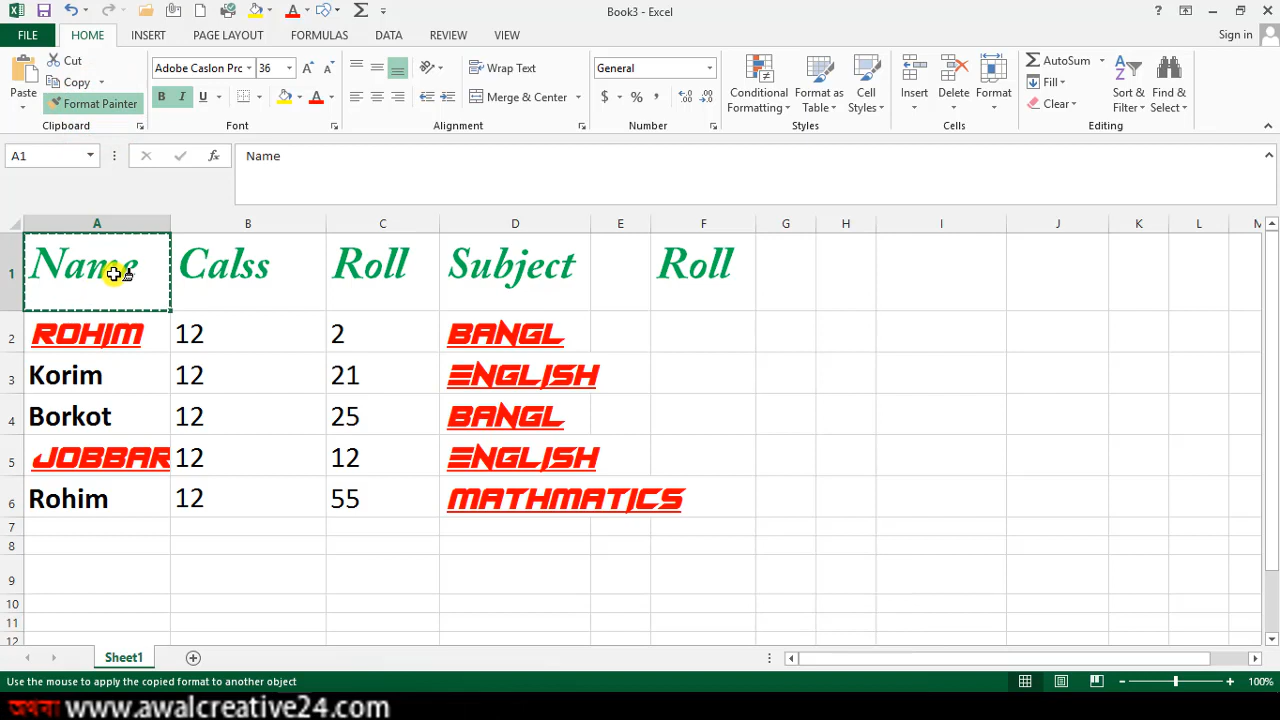 Book3 - Excel
?
FILE HOME INSERT PAGE LAYOUT FORMULAS DATA REVIEW VIEW Sign in
Paste Cut Copy Format Painter Clipboard
Adobe Caslon Prc 36 A A B I U A Font
Wrap Text Merge & Center Alignment
General $ % , Number
Conditional Formatting Format as Table Cell Styles Styles
Insert Delete Format Cells
AutoSum Fill Clear Sort & Filter Find & Select Editing
A1 fx Name
A B C D E F G H I J K L M
1 Name Calss Roll Subject Roll
2 ROHIM 12 2 BANGL
3 Korim 12 21 ENGLISH
4 Borkot 12 25 BANGL
5 JOBBAR 12 12 ENGLISH
6 Rohim 12 55 MATHMATICS
7
8
9
10
11
12
Sheet1
Use the mouse to apply the copied format to another object 100%
অথবা www.awalcreative24.com